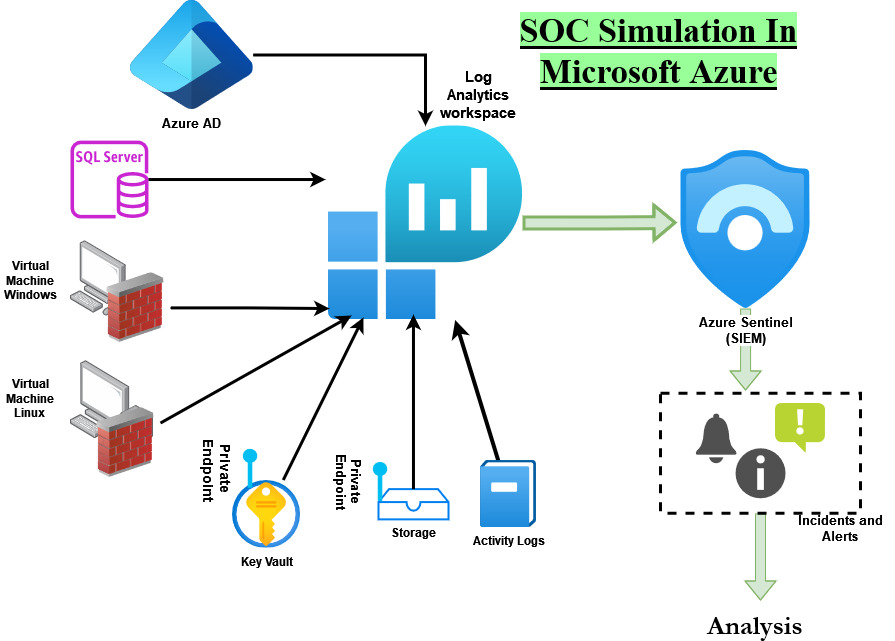 SOC Simulation In
Microsoft Azure
Log
Analytics
workspace
Azure AD
SQL Server
Virtual
Machine
Windows
Virtual
Machine
Linux
Private
Endpoint
Key Vault
Private
Endpoint
Storage
Activity Logs
Azure Sentinel
(SIEM)
Incidents and
Alerts
Analysis